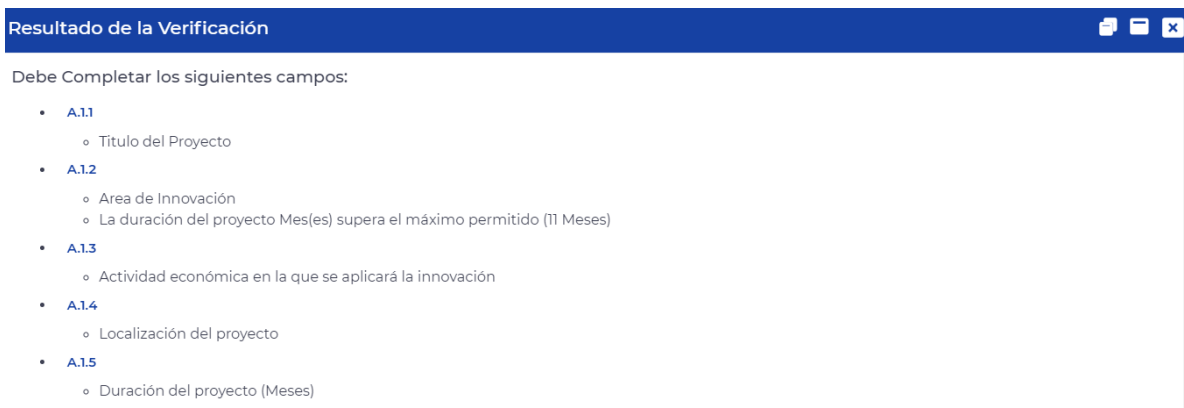 Resultado de la Verificación
Debe Completar los siguientes campos:
A.1.1
Titulo del Proyecto
A.1.2
Area de Innovación
La duración del proyecto Mes(es) supera el máximo permitido (11 Meses)
A.1.3
Actividad económica en la que se aplicará la innovación
A.1.4
Localización del proyecto
A.1.5
Duración del proyecto (Meses)